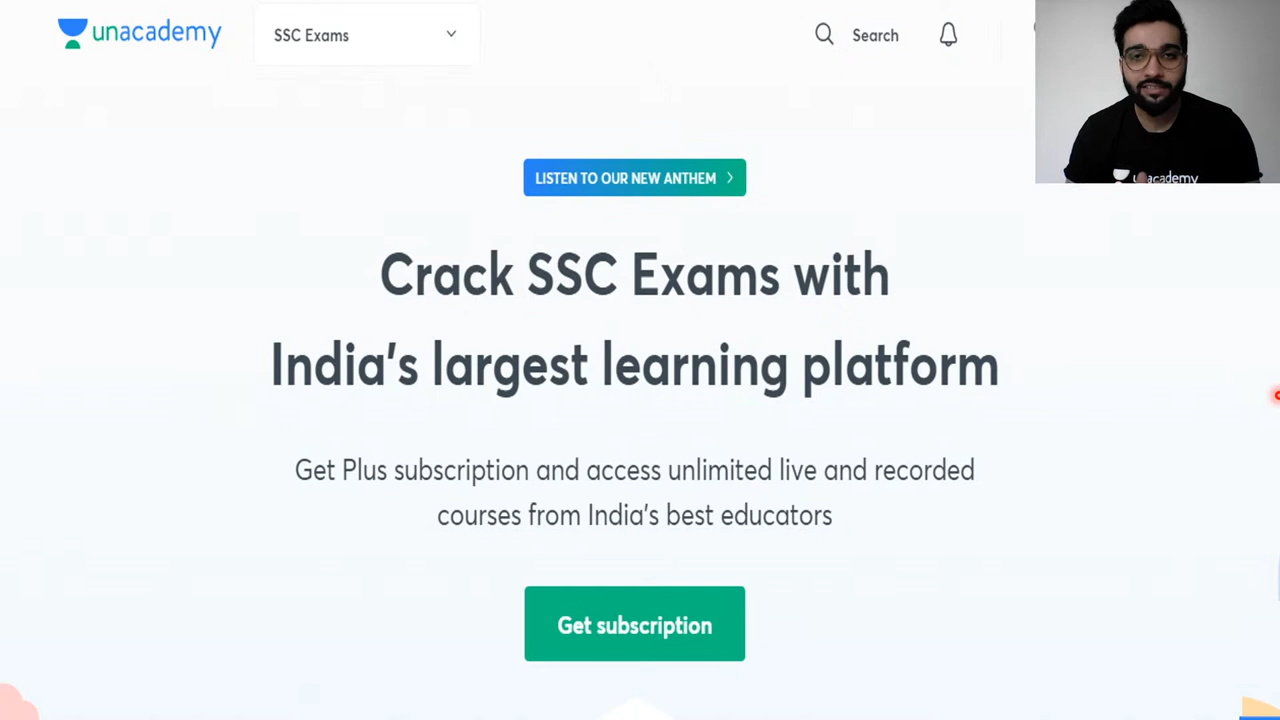 unacademy
SSC Exams
Search
LISTEN TO OUR NEW ANTHEM
Crack SSC Exams with
India's largest learning platform
Get Plus subscription and access unlimited live and recorded
courses from India's best educators
Get subscription
unacademy